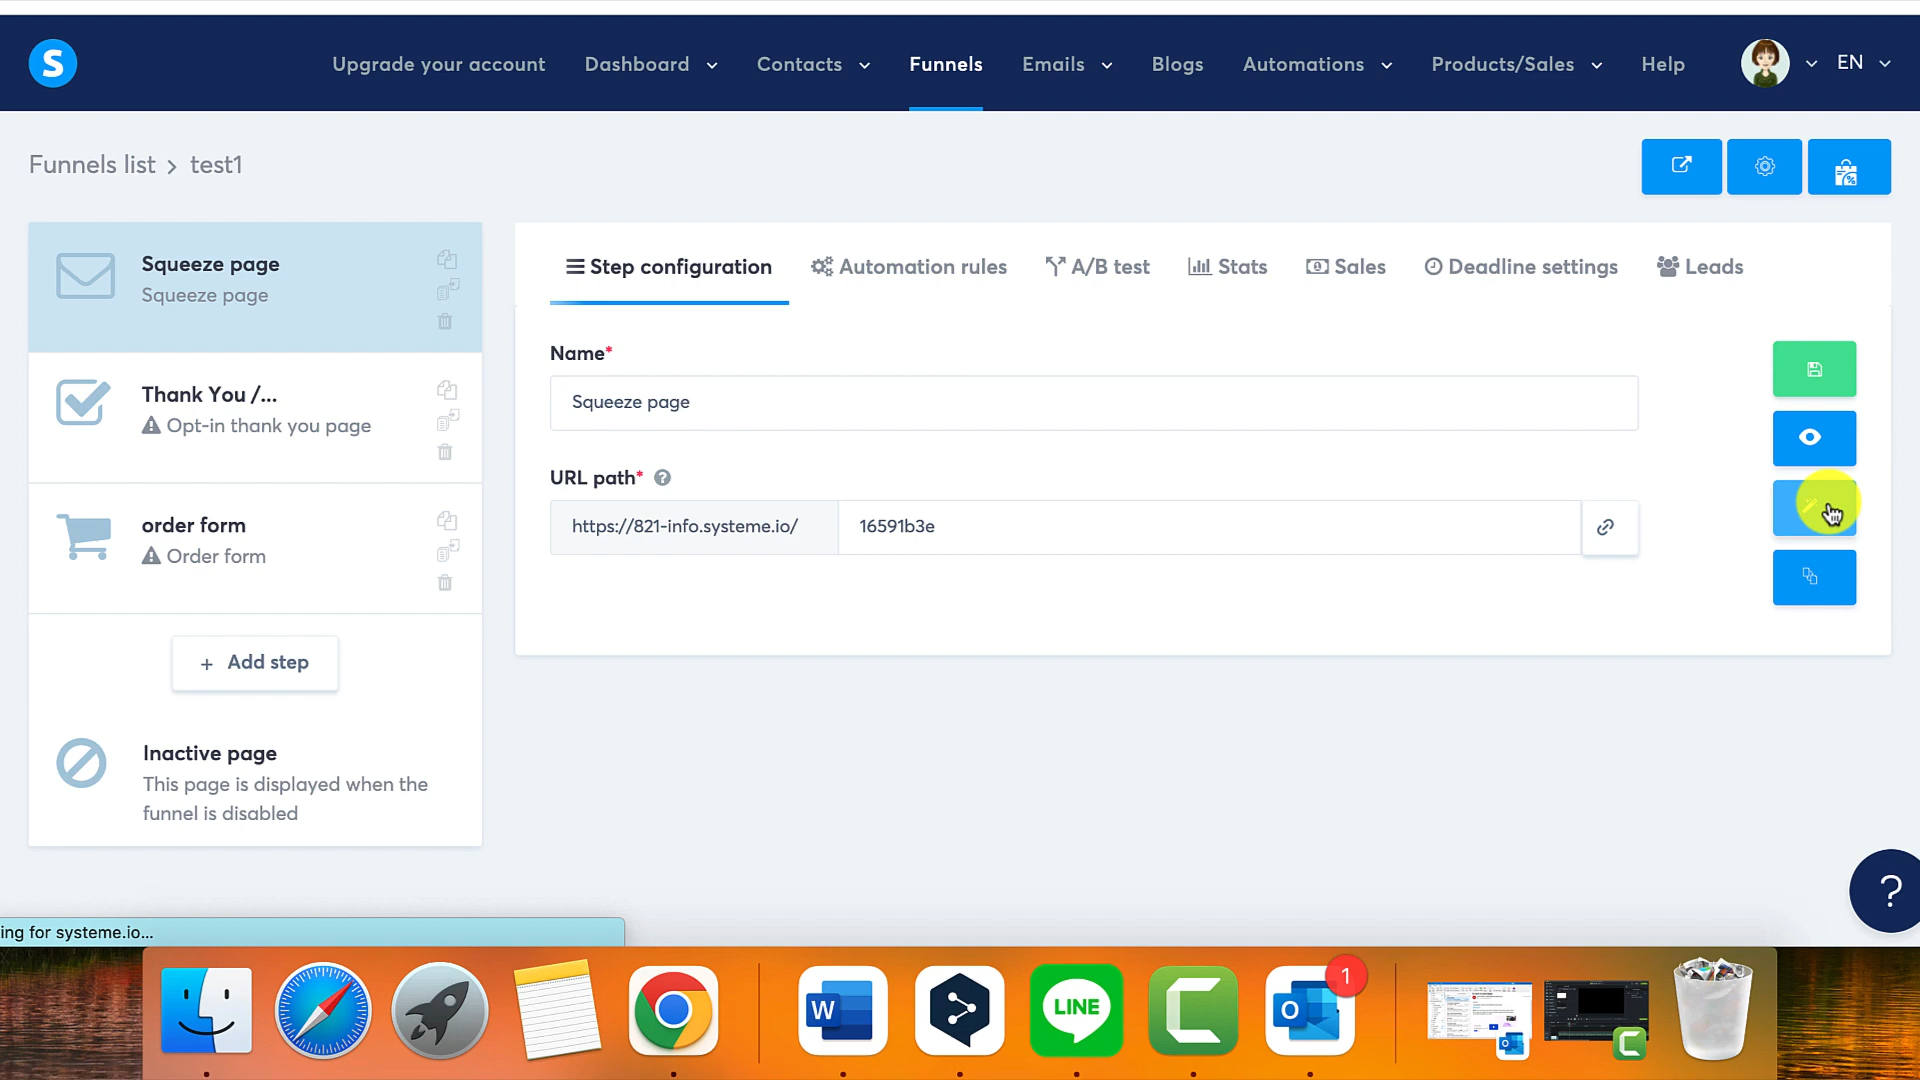 S
Upgrade your account
Dashboard
Contacts
Funnels
Emails
Blogs
Automations
Products/Sales
Help
EN
Funnels list > test1
Squeeze page
Squeeze page
Thank You /...
Opt-in thank you page
order form
Order form
+ Add step
Inactive page
This page is displayed when the
funnel is disabled
Step configuration
Automation rules
A/B test
Stats
Sales
Deadline settings
Leads
Name*
Squeeze page
URL path* ?
https://821-info.systeme.io/
16591b3e
?
ing for systeme.io...
W
LINE
C
O
1
O
C